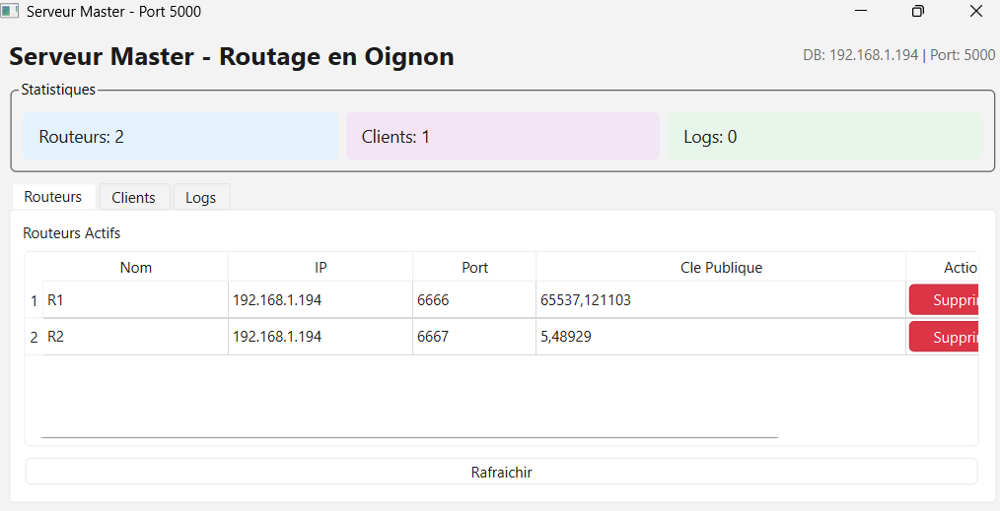 Serveur Master - Port 5000
Serveur Master - Routage en Oignon
DB: 192.168.1.194 | Port: 5000
Statistiques
Routeurs: 2
Clients: 1
Logs: 0
Routeurs Clients Logs
Routeurs Actifs
Nom IP Port Cle Publique Actio
1 R1 192.168.1.194 6666 65537,121103 Supprin
2 R2 192.168.1.194 6667 5,48929 Supprin
Rafraichir